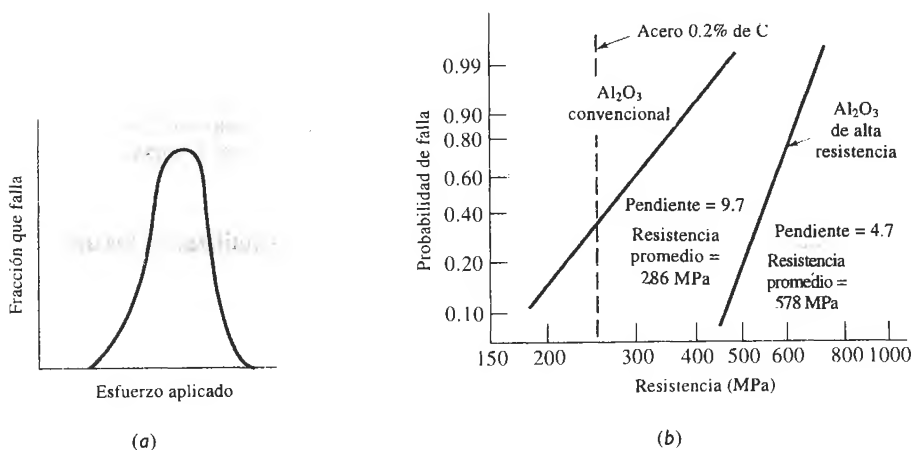 Fracción que falla
Esfuerzo aplicado
(a)
Probabilidad de falla
0.99
0.90
0.80
0.60
0.40
0.20
0.10
150
200
300
400
500
600
800
1000
Resistencia (MPa)
Acero 0.2% de C
Al₂O₃
convencional
Al₂O₃
de alta
resistencia
Pendiente = 9.7
Resistencia
promedio =
286 MPa
Pendiente = 4.7
Resistencia
promedio =
578 MPa
(b)